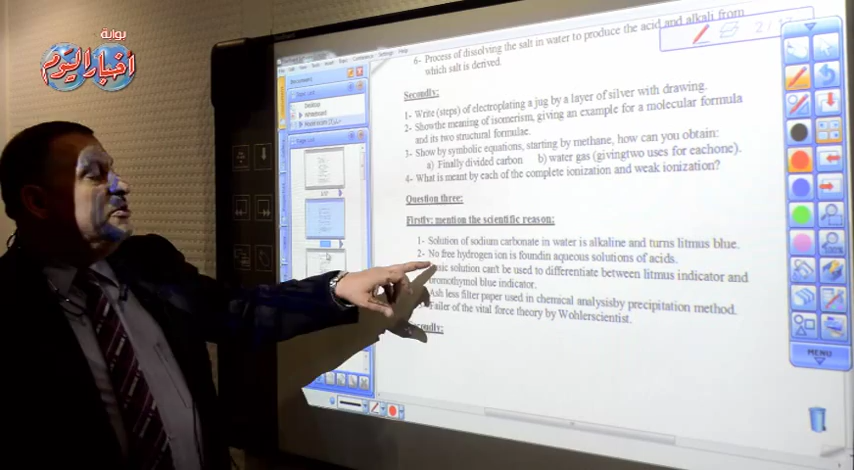 بوابة
أخبار اليوم
6- Process of dissolving the salt in water to produce the acid and alkali from
which salt is derived.
Secondly:
1- Write (steps) of electroplating a jug by a layer of silver with drawing.
2- Show the meaning of isomerism, giving an example for a molecular formula
and its two structural formulae.
3- Show by symbolic equations, starting by methane, how can you obtain:
a) Finally divided carbon b) water gas (givingtwo uses for eachone).
4- What is meant by each of the complete ionization and weak ionization?
Question three:
Firstly: mention the scientific reason:
1- Solution of sodium carbonate in water is alkaline and turns litmus blue.
2- No free hydrogen ion is foundin aqueous solutions of acids.
solution can't be used to differentiate between litmus indicator and
bromothymol blue indicator.
Ash less filter paper used in chemical analysisby precipitation method.
Failer of the vital force theory by Wohlerscientist.
MENU